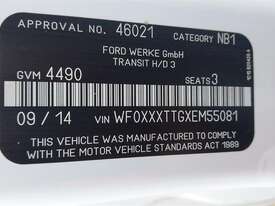 APPROVAL NO. 46021 CATEGORY NB1
FORD WERKE GmbH
TRANSIT H/D 3
GVM 4490 SEATS 3
09/14 VIN WF0XXXTTGXEM55081
THIS VEHICLE WAS MANUFACTURED TO COMPLY
WITH THE MOTOR VEHICLE STANDARDS ACT 1989